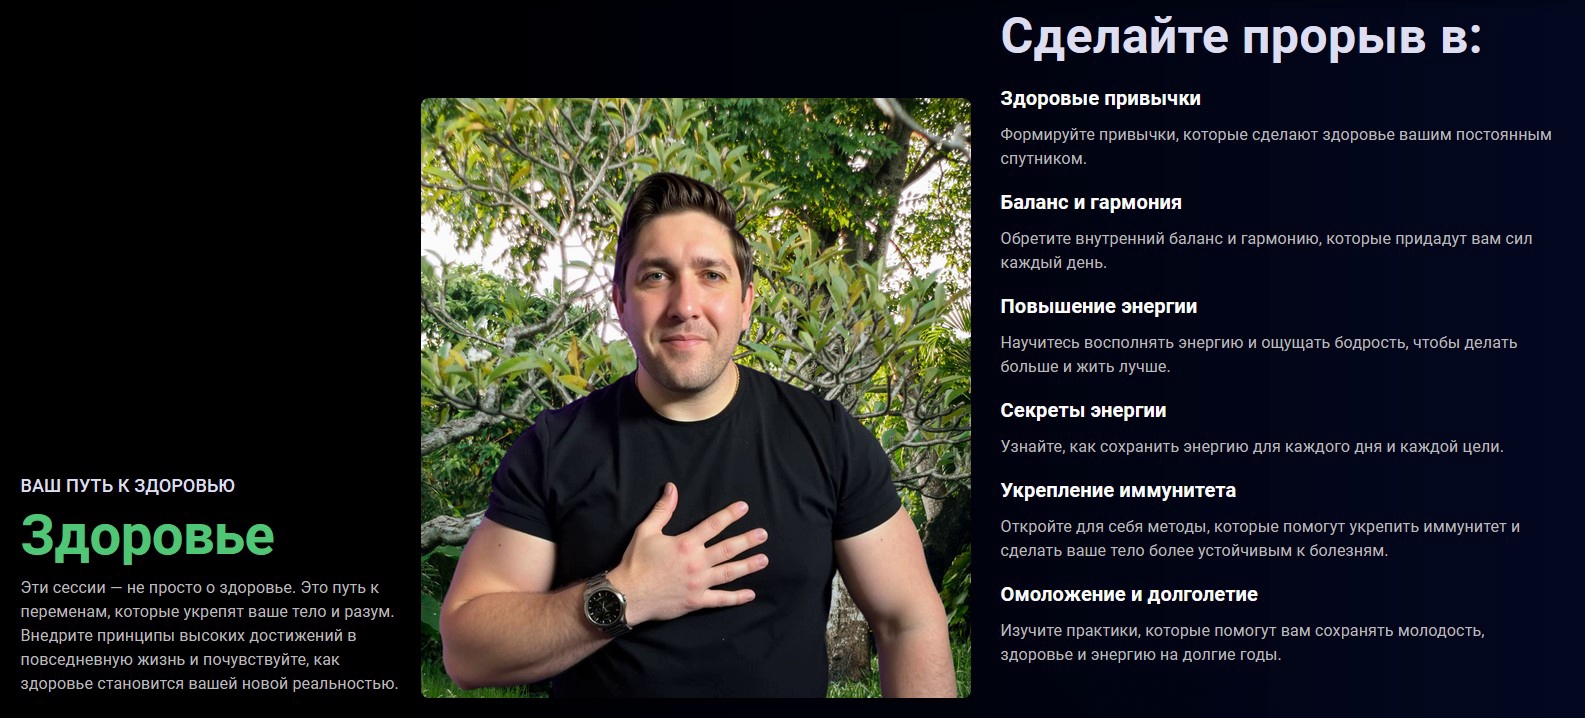 ВАШ ПУТЬ К ЗДОРОВЬЮ
Здоровье
Эти сессии — не просто о здоровье. Это путь к
переменам, которые укрепят ваше тело и разум.
Внедрите принципы высоких достижений в
повседневную жизнь и почувствуйте, как
здоровье становится вашей новой реальностью.
Сделайте прорыв в:
Здоровые привычки
Формируйте привычки, которые сделают здоровье вашим постоянным
спутником.
Баланс и гармония
Обретите внутренний баланс и гармонию, которые придадут вам сил
каждый день.
Повышение энергии
Научитесь восполнять энергию и ощущать бодрость, чтобы делать
больше и жить лучше.
Секреты энергии
Узнайте, как сохранить энергию для каждого дня и каждой цели.
Укрепление иммунитета
Откройте для себя методы, которые помогут укрепить иммунитет и
сделать ваше тело более устойчивым к болезням.
Омоложение и долголетие
Изучите практики, которые помогут вам сохранять молодость,
здоровье и энергию на долгие годы.